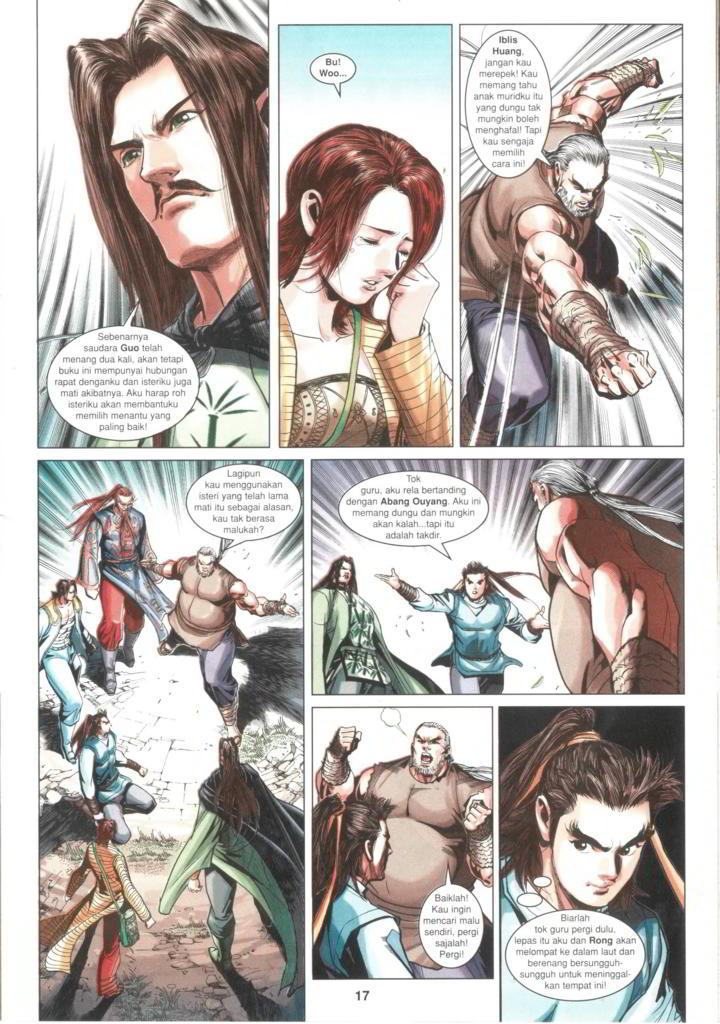 Sebenarnya
saudara Guo telah
menang dua kali, akan tetapi
buku ini mempunyai hubungan
rapat denganku dan isteriku juga
mati akibatnya. Aku harap roh
isteriku akan membantuku
memilih menantu yang
paling baik!
Bu!
Woo...
Iblis
Huang,
jangan kau
merepek! Kau
memang tahu
anak muridku itu
yang dungu tak
mungkin boleh
menghafal! Tapi
kau sengaja
memilih
cara ini!
Lagipun
kau menggunakan
isteri yang telah lama
mati itu sebagai alasan,
kau tak berasa
malukah?
Tok
guru, aku rela bertanding
dengan Abang Ouyang. Aku ini
memang dungu dan mungkin
akan kalah...tapi itu
adalah takdir.
Baiklah!
Kau ingin
mencari malu
sendiri, pergi
sajalah!
Pergi!
Biarlah
tok guru pergi dulu,
lepas itu aku dan Rong akan
melompat ke dalam laut dan
berenang bersungguh-
sungguh untuk meninggal-
kan tempat ini!
17